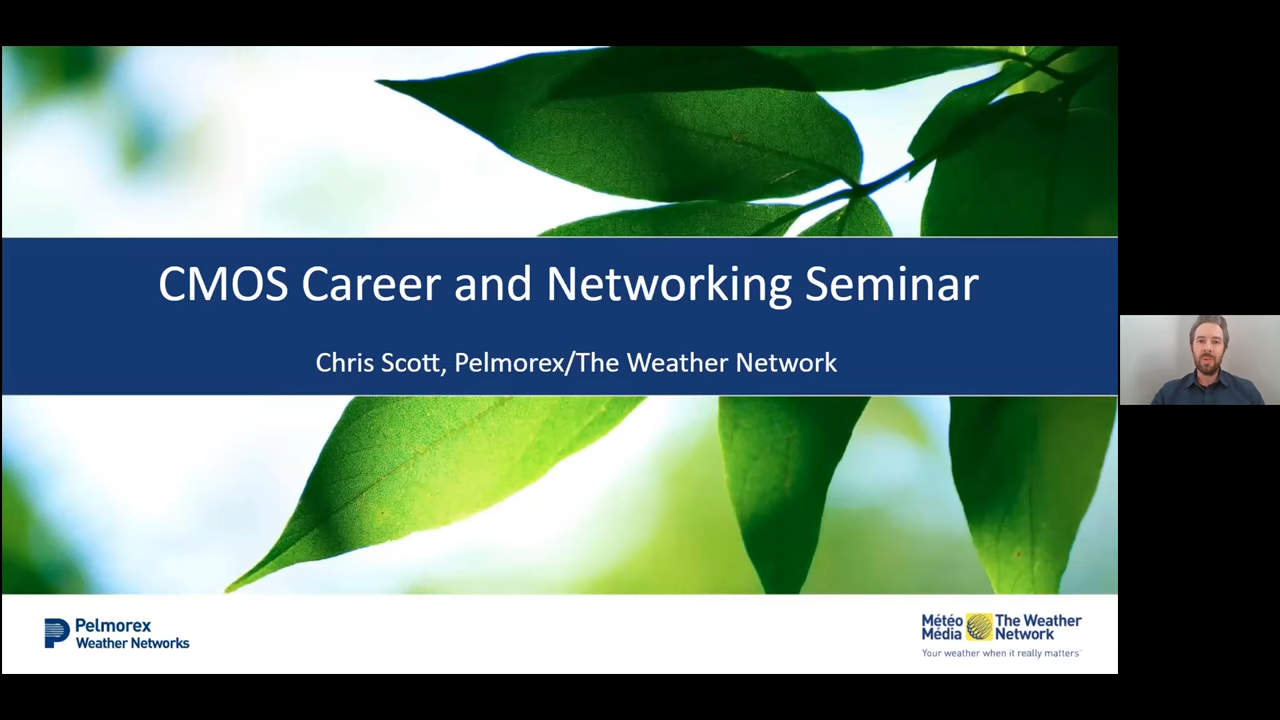 CMOS Career and Networking Seminar
Chris Scott, Pelmorex/The Weather Network
Pelmorex
Weather Networks
Météo
Média
The Weather
Network
Your weather when it really matters™